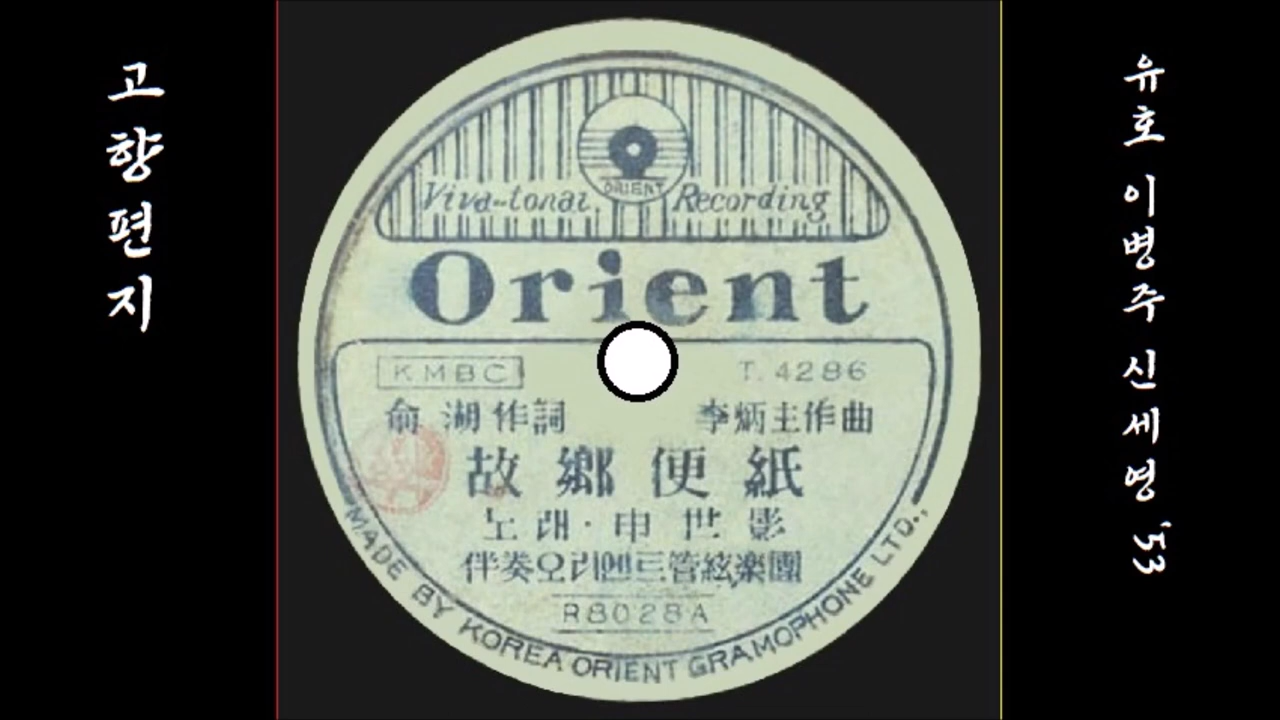 고향편지
ORIENT
Viva-tonal Recording
Orient
KMBC
T. 4286
俞湖作詞
李炳主作曲
故鄕便紙
노래·申世影
伴奏오리엔트管絃楽團
R8028A
MADE BY KOREA ORIENT GRAMOPHONE LTD.,
유호 이병주 신세영 '53